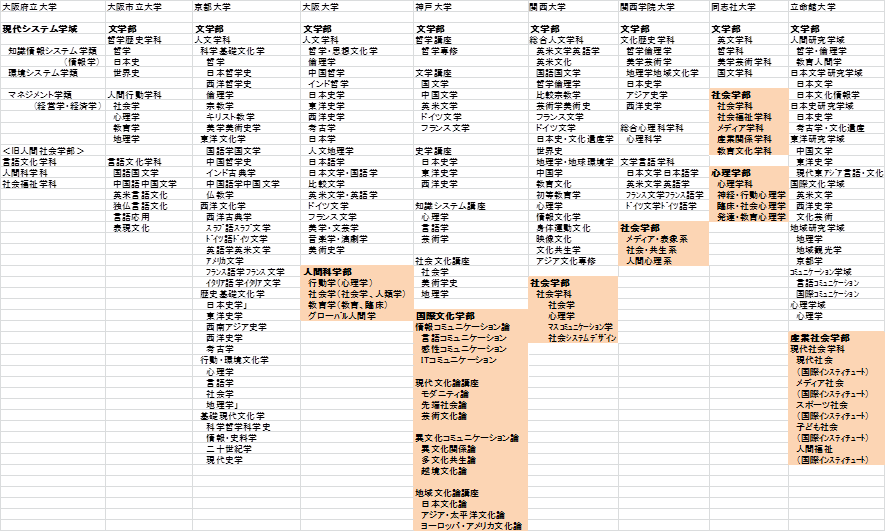 大阪府立大学
現代システム学域
知識情報システム学類
(情報学)
環境システム学類
マネジメント学類
(経営学・経済学)
<旧人間社会学部>
言語文化学科
人間科学科
社会福祉学科
大阪市立大学
文学部
哲学歴史学科
哲学
日本史
世界史
人間行動学科
社会学
心理学
教育学
地理学
言語文化学科
国語国文学
中国語中国文学
英米言語文化
独仏言語文化
言語応用
表現文化
京都大学
文学部
人文学科
科学基礎文化学
哲学
日本哲学史
西洋哲学史
倫理学
宗教学
キリスト教学
美学美術史学
東洋文化学
国語学国文学
中国哲学史
インド古典学
中国語学中国文学
仏教学
西洋文化学
西洋古典学
スラブ語スラブ文学
ドイツ語ドイツ文学
英語学英米文学
アメリカ文学
フランス語学フランス文学
イタリア語学イタリア文学
歴史基礎文化学
日本史学」
東洋史学
西南アジア史学
西洋史学
考古学
行動・環境文化学
心理学
言語学
社会学
地理学」
基礎現代文化学
科学哲学科学史
情報・史料学
二十世紀学
現代史学
大阪大学
文学部
人文学科
哲学・思想文化学
倫理学
中国哲学
インド哲学
日本史学
東洋史学
西洋史学
考古学
日本学
人文地理学
日本語学
日本文学・国語学
比較文学
英米文学・英語学
ドイツ文学
フランス文学
美学・文芸学
音楽学・演劇学
美術史学
人間科学部
行動学(心理学)
社会学(社会学、人類学)
教育学(教育、臨床)
グローバル人間学
神戸大学
文学部
哲学講座
哲学専修
文学講座
国文学
中国文学
英米文学
ドイツ文学
フランス文学
史学講座
日本史学
東洋史学
西洋史学
知識システム講座
心理学
言語学
芸術学
社会文化講座
社会学
美術史学
地理学
国際文化学部
情報コミュニケーション論
言語コミュニケーション
感性コミュニケーション
ITコミュニケーション
現代文化論講座
モダニティ論
先端社会論
芸術文化論
異文化コミュニケーション論
異文化関係論
多文化共生論
越境文化論
地域文化論講座
日本文化論
アジア・太平洋文化論
ヨーロッパ・アメリカ文化論
関西大学
文学部
総合人文学科
英米文学英語学
英米文化
国語国文学
哲学倫理学
比較宗教学
芸術学美術史
フランス学
ドイツ学
日本史・文化遺産学
世界史
地理学・地球環境学
中国学
教育文化
初等教育学
心理学
情報文化学
身体運動文化
映像文化
文化共生学
アジア文化専修
社会学部
社会学科
社会学
心理学
マスコミュニケーション学
社会システムデザイン
関西学院大学
文学部
文化歴史学科
哲学倫理学
美学芸術学
地理学地域文化学
日本史学
アジア史学
西洋史学
総合心理科学科
心理科学
文学言語学科
日本文学日本語学
英米文学英語学
フランス文学フランス語学
ドイツ文学ドイツ語学
社会学部
メディア・表象系
社会・共生系
人間心理系
同志社大学
文学部
英文学科
哲学科
美学芸術学科
国文学科
社会学部
社会学科
社会福祉学科
メディア学科
産業関係学科
教育文化学科
心理学部
心理学科
神経・行動心理学
臨床・社会心理学
発達・教育心理学
立命館大学
文学部
人間研究学域
哲学・倫理学
教育人間学
日本文学研究学域
日本文学
日本文化情報学
日本史研究学域
日本史学
考古学・文化遺産
東洋研究学域
中国文学
東洋史学
現代東アジア言語・文化
国際文化学域
英米文学
西洋史学
文化芸術
地域研究学域
地理学
地域観光学
京都学
コミュニケーション学域
言語コミュニケーション
国際コミュニケーション
心理学域
心理学
産業社会学部
現代社会学科
現代社会
(国際インスティチュート)
メディア社会
(国際インスティチュート)
スポーツ社会
(国際インスティチュート)
子ども社会
(国際インスティチュート)
人間福祉
(国際インスティチュート)